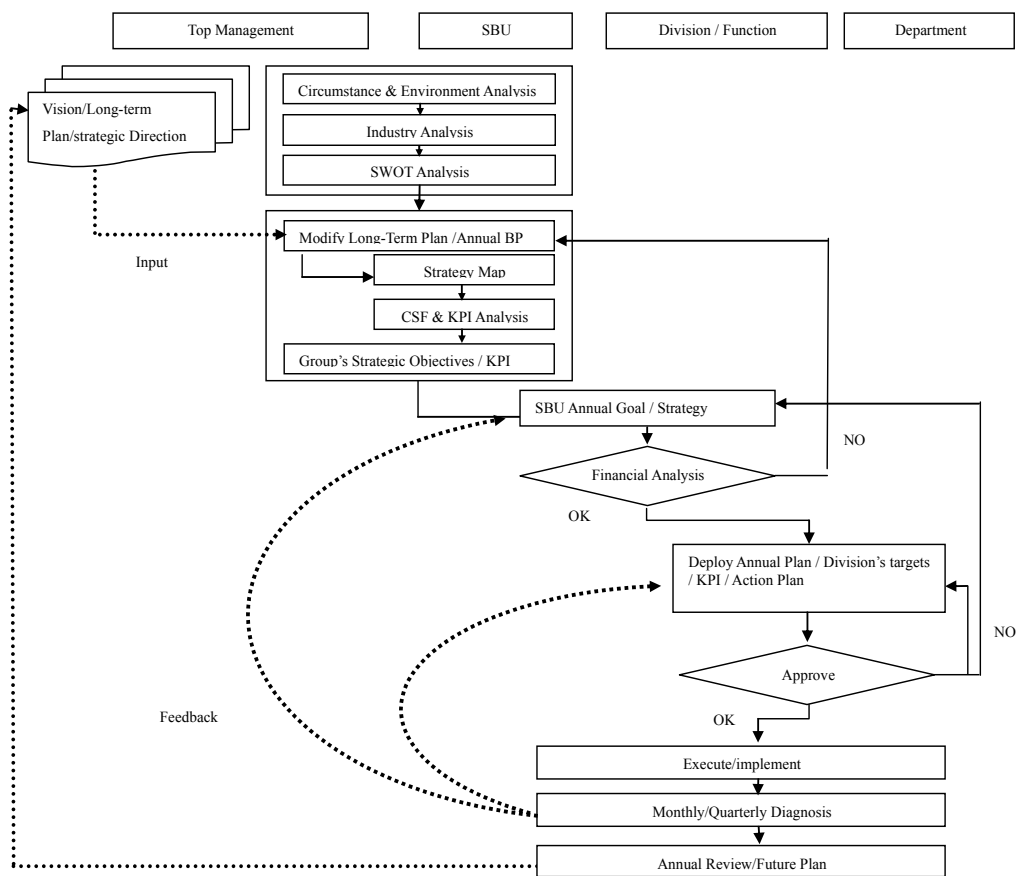 Top Management
SBU
Division / Function
Department
Vision/Long-term
Plan/strategic Direction
Circumstance & Environment Analysis
Industry Analysis
SWOT Analysis
Modify Long-Term Plan /Annual BP
Input
Strategy Map
CSF & KPI Analysis
Group's Strategic Objectives / KPI
SBU Annual Goal / Strategy
NO
Financial Analysis
OK
Deploy Annual Plan / Division's targets
/ KPI / Action Plan
NO
Approve
Feedback
OK
Execute/implement
Monthly/Quarterly Diagnosis
Annual Review/Future Plan